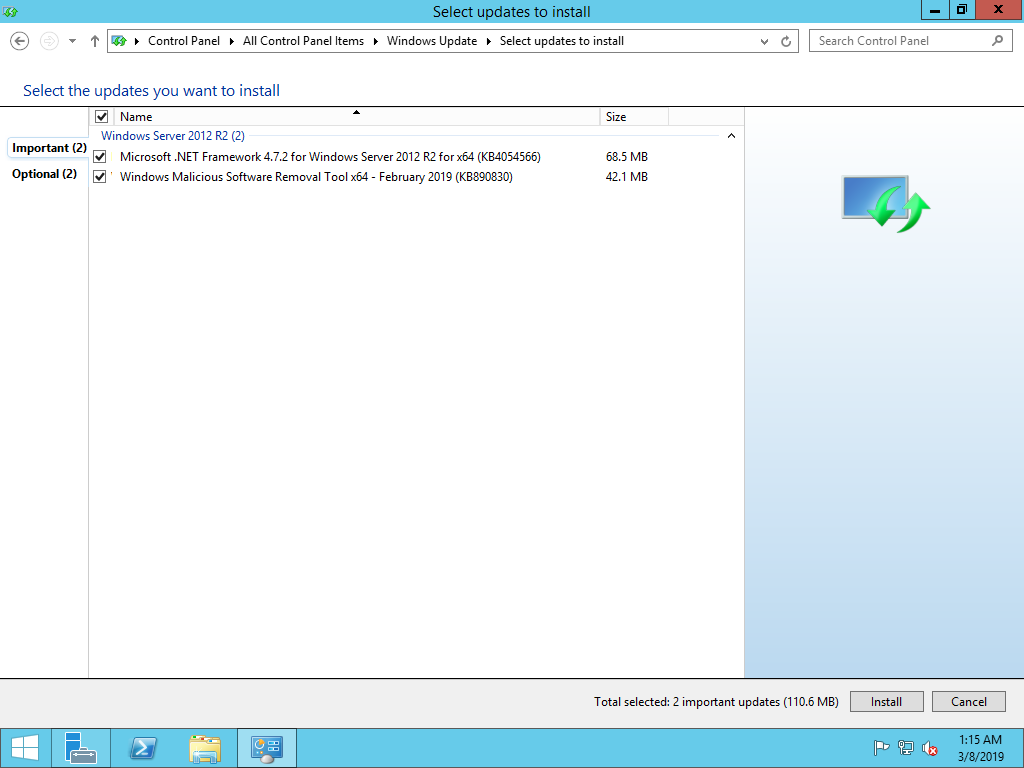 Select updates to install
Control Panel All Control Panel Items Windows Update Select updates to install
Search Control Panel
Select the updates you want to install
Name Size
Windows Server 2012 R2 (2)
Important (2)
Optional (2)
Microsoft .NET Framework 4.7.2 for Windows Server 2012 R2 for x64 (KB4054566) 68.5 MB
Windows Malicious Software Removal Tool x64 - February 2019 (KB890830) 42.1 MB
Total selected: 2 important updates (110.6 MB)
Install
Cancel
1:15 AM
3/8/2019